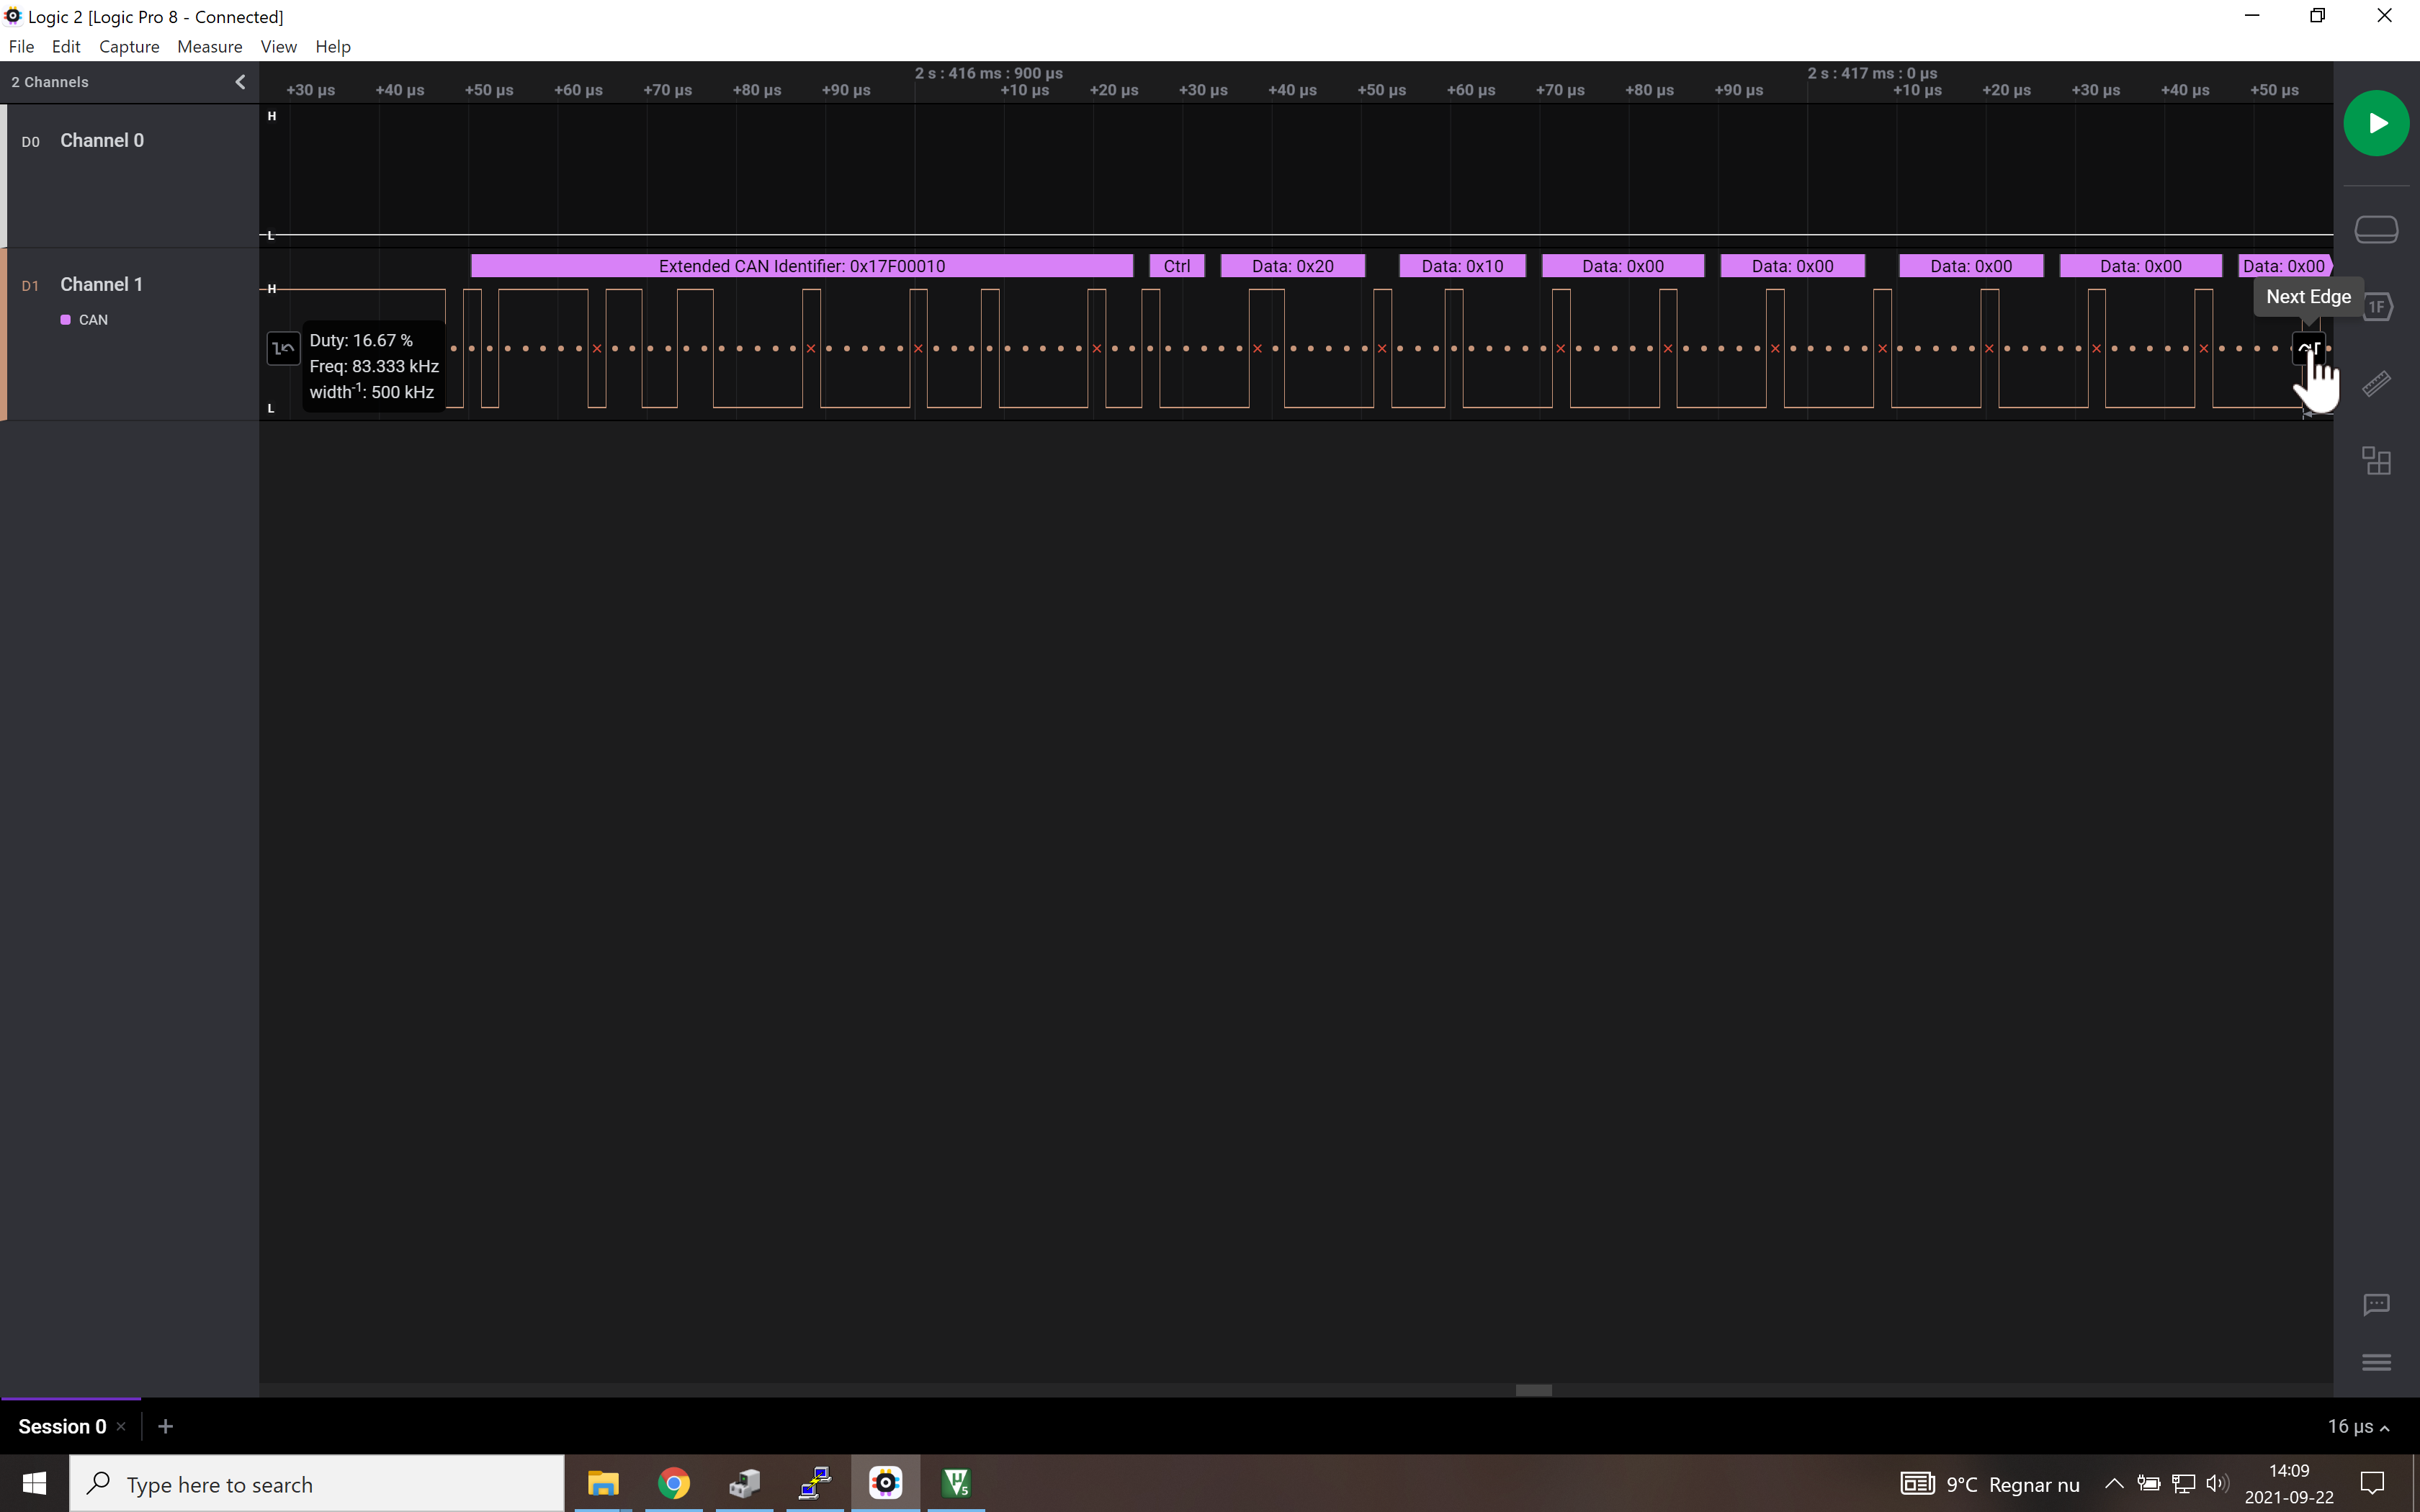 Logic 2 [Logic Pro 8 - Connected]
File Edit Capture Measure View Help
2 Channels
2 s : 416 ms : 900 µs 2 s : 417 ms : 0 µs
+30 µs +40 µs +50 µs +60 µs +70 µs +80 µs +90 µs +10 µs +20 µs +30 µs +40 µs +50 µs +60 µs +70 µs +80 µs +90 µs +10 µs +20 µs +30 µs +40 µs +50 µs
H
D0 Channel 0
L
Extended CAN Identifier: 0x17F00010 Ctrl Data: 0x20 Data: 0x10 Data: 0x00 Data: 0x00 Data: 0x00 Data: 0x00 Data: 0x00
D1 Channel 1
H
Next Edge
1F
CAN
Duty: 16.67 %
Freq: 83.333 kHz
width-1: 500 kHz
L
Session 0 × +
16 µs
Type here to search
9°C Regnar nu
14:09
2021-09-22